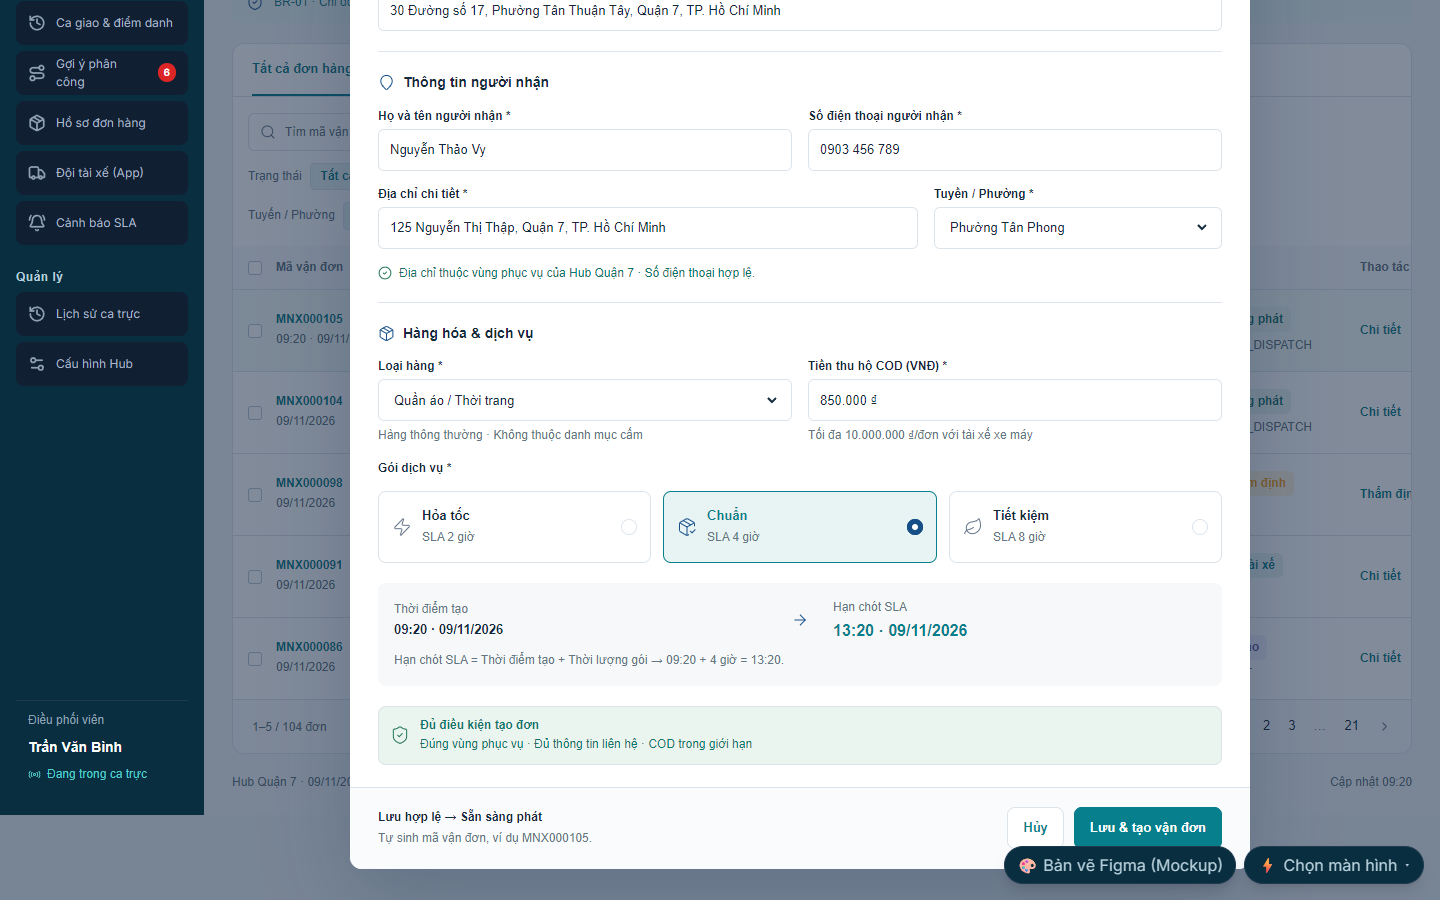 Ca giao & điểm danh
Gợi ý phân công
6
Hồ sơ đơn hàng
Đội tài xế (App)
Cảnh báo SLA
Quản lý
Lịch sử ca trực
Cấu hình Hub
Điều phối viên
Trần Văn Bình
Đang trong ca trực
Tất cả đơn hàng
Tìm mã vận
Trạng thái
Tất cả
Tuyến / Phường
Mã vận đơn
Thao tác
MNX000105
09:20 · 09/11/
g phát
_DISPATCH
Chi tiết
MNX000104
09/11/2026
g phát
_DISPATCH
Chi tiết
MNX000098
09/11/2026
m định
Thẩm địn
MNX000091
09/11/2026
ài xế
Chi tiết
MNX000086
09/11/2026
Chi tiết
1–5 / 104 đơn
2 3 ... 21
Hub Quận 7 · 09/11/20
Cập nhật 09:20
30 Đường số 17, Phường Tân Thuận Tây, Quận 7, TP. Hồ Chí Minh
Thông tin người nhận
Họ và tên người nhận *
Số điện thoại người nhận *
Nguyễn Thảo Vy
0903 456 789
Địa chỉ chi tiết *
Tuyến / Phường *
125 Nguyễn Thị Thập, Quận 7, TP. Hồ Chí Minh
Phường Tân Phong
Địa chỉ thuộc vùng phục vụ của Hub Quận 7 · Số điện thoại hợp lệ.
Hàng hóa & dịch vụ
Loại hàng *
Tiền thu hộ COD (VNĐ) *
Quần áo / Thời trang
850.000 ₫
Hàng thông thường · Không thuộc danh mục cấm
Tối đa 10.000.000 ₫/đơn với tài xế xe máy
Gói dịch vụ *
Hỏa tốc
SLA 2 giờ
Chuẩn
SLA 4 giờ
Tiết kiệm
SLA 8 giờ
Thời điểm tạo
09:20 · 09/11/2026
Hạn chót SLA
13:20 · 09/11/2026
Hạn chót SLA = Thời điểm tạo + Thời lượng gói → 09:20 + 4 giờ = 13:20.
Đủ điều kiện tạo đơn
Đúng vùng phục vụ · Đủ thông tin liên hệ · COD trong giới hạn
Lưu hợp lệ → Sẵn sàng phát
Tự sinh mã vận đơn, ví dụ MNX000105.
Hủy
Lưu & tạo vận đơn
Bản vẽ Figma (Mockup)
Chọn màn hình ·